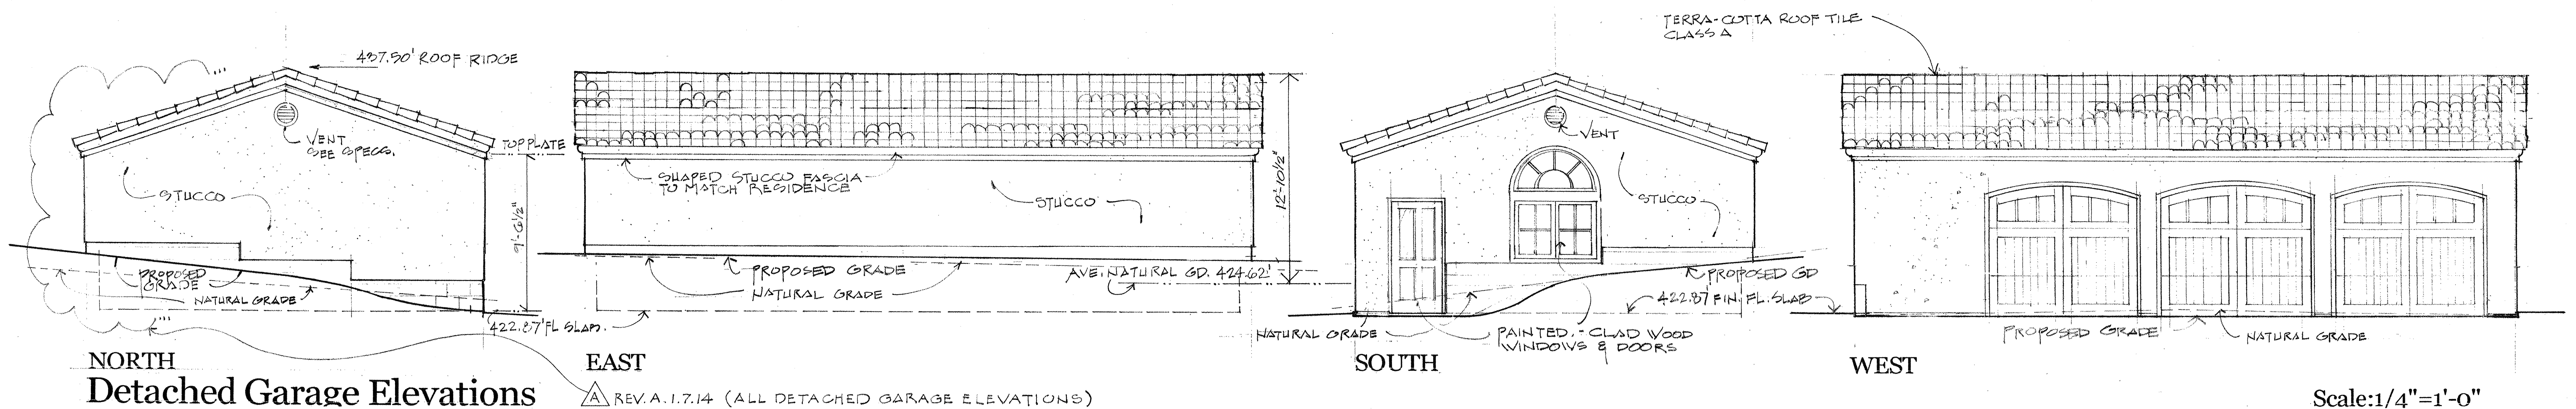 TERRA-COTTA ROOF TILE
CLASS A
437.50' ROOF RIDGE
VENT
SEE SPECS.
TOP PLATE
STUCCO
9'-6 1/2"
PROPOSED
GRADE
NATURAL GRADE
422.87' FL SLAB.
NORTH
SHAPED STUCCO FASCIA
TO MATCH RESIDENCE
STUCCO
12'-10 1/2"
PROPOSED GRADE
NATURAL GRADE
AVE. NATURAL GD. 424.62'
EAST
VENT
STUCCO
PROPOSED GD
422.87' FIN. FL. SLAB
NATURAL GRADE
PAINTED.-CLAD WOOD
WINDOWS & DOORS
SOUTH
PROPOSED GRADE
NATURAL GRADE
WEST
Detached Garage Elevations
A REV. A. 1.7.14 (ALL DETACHED GARAGE ELEVATIONS)
Scale:1/4"=1'-0"